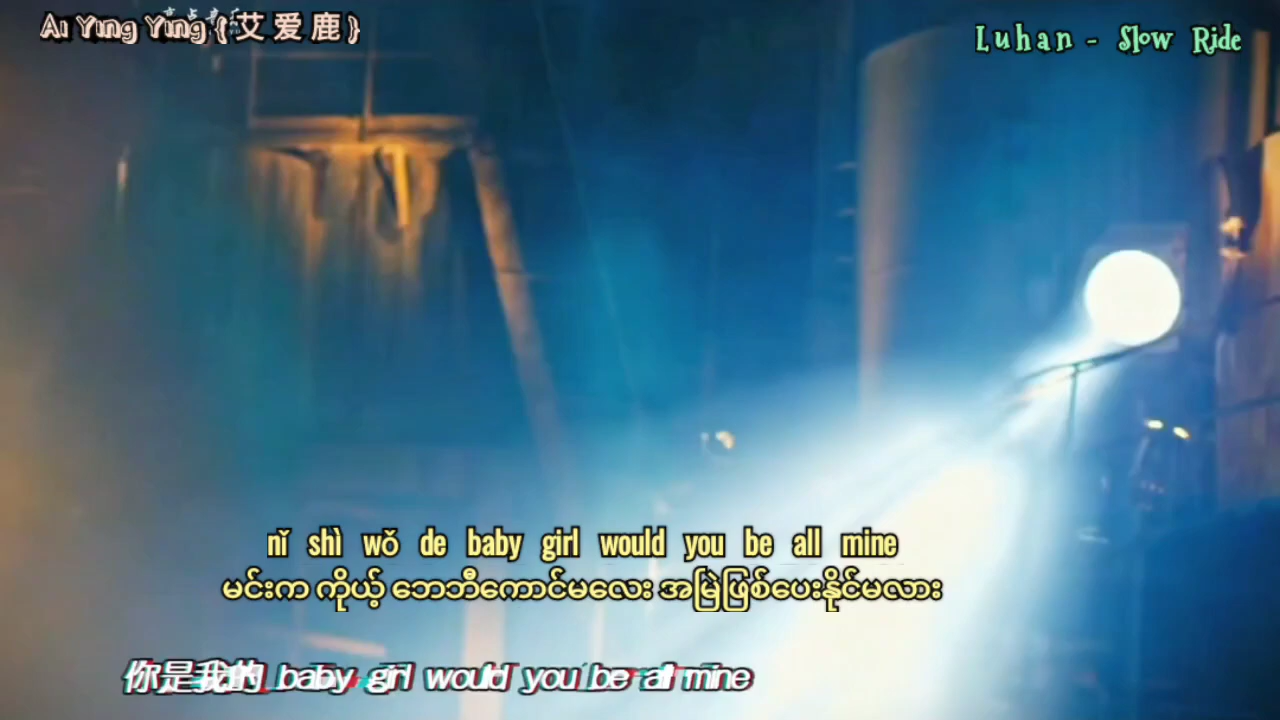 Ai Ying Ying { 艾 爱 鹿 }
Luhan - Slow Ride
nǐ shì wǒ de baby girl would you be all mine
မင်းက ကိုယ့် ဘေဘီကောင်မလေး အမြဲဖြစ်ပေးနိုင်မလား
你是我的 baby girl would you be all mine